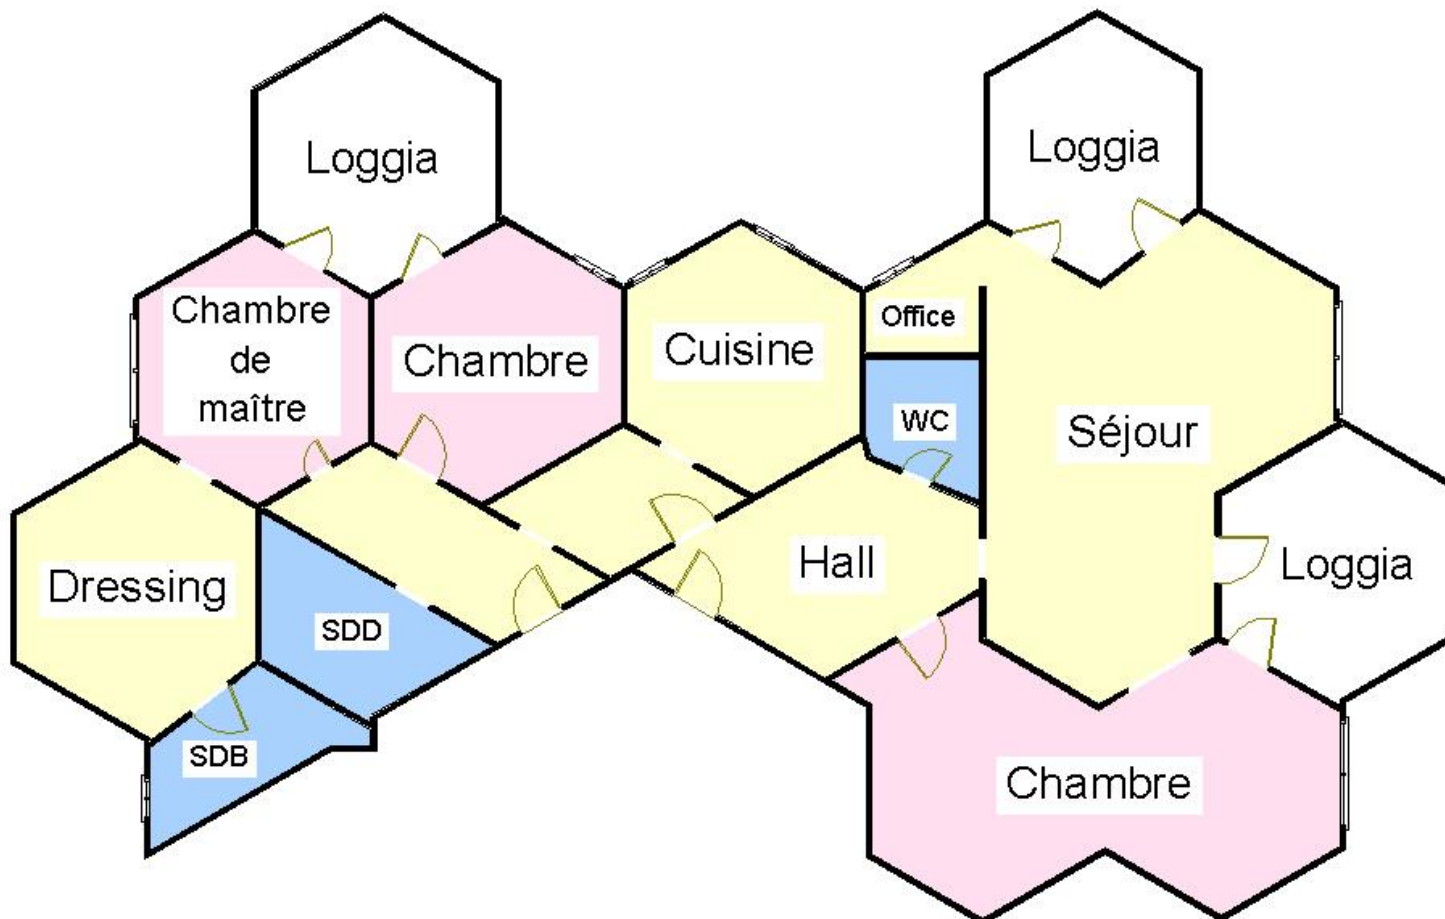 Loggia
Loggia
Chambre
de
maître
Chambre
Cuisine
Office
WC
Séjour
Dressing
SDD
Hall
Loggia
SDB
Chambre